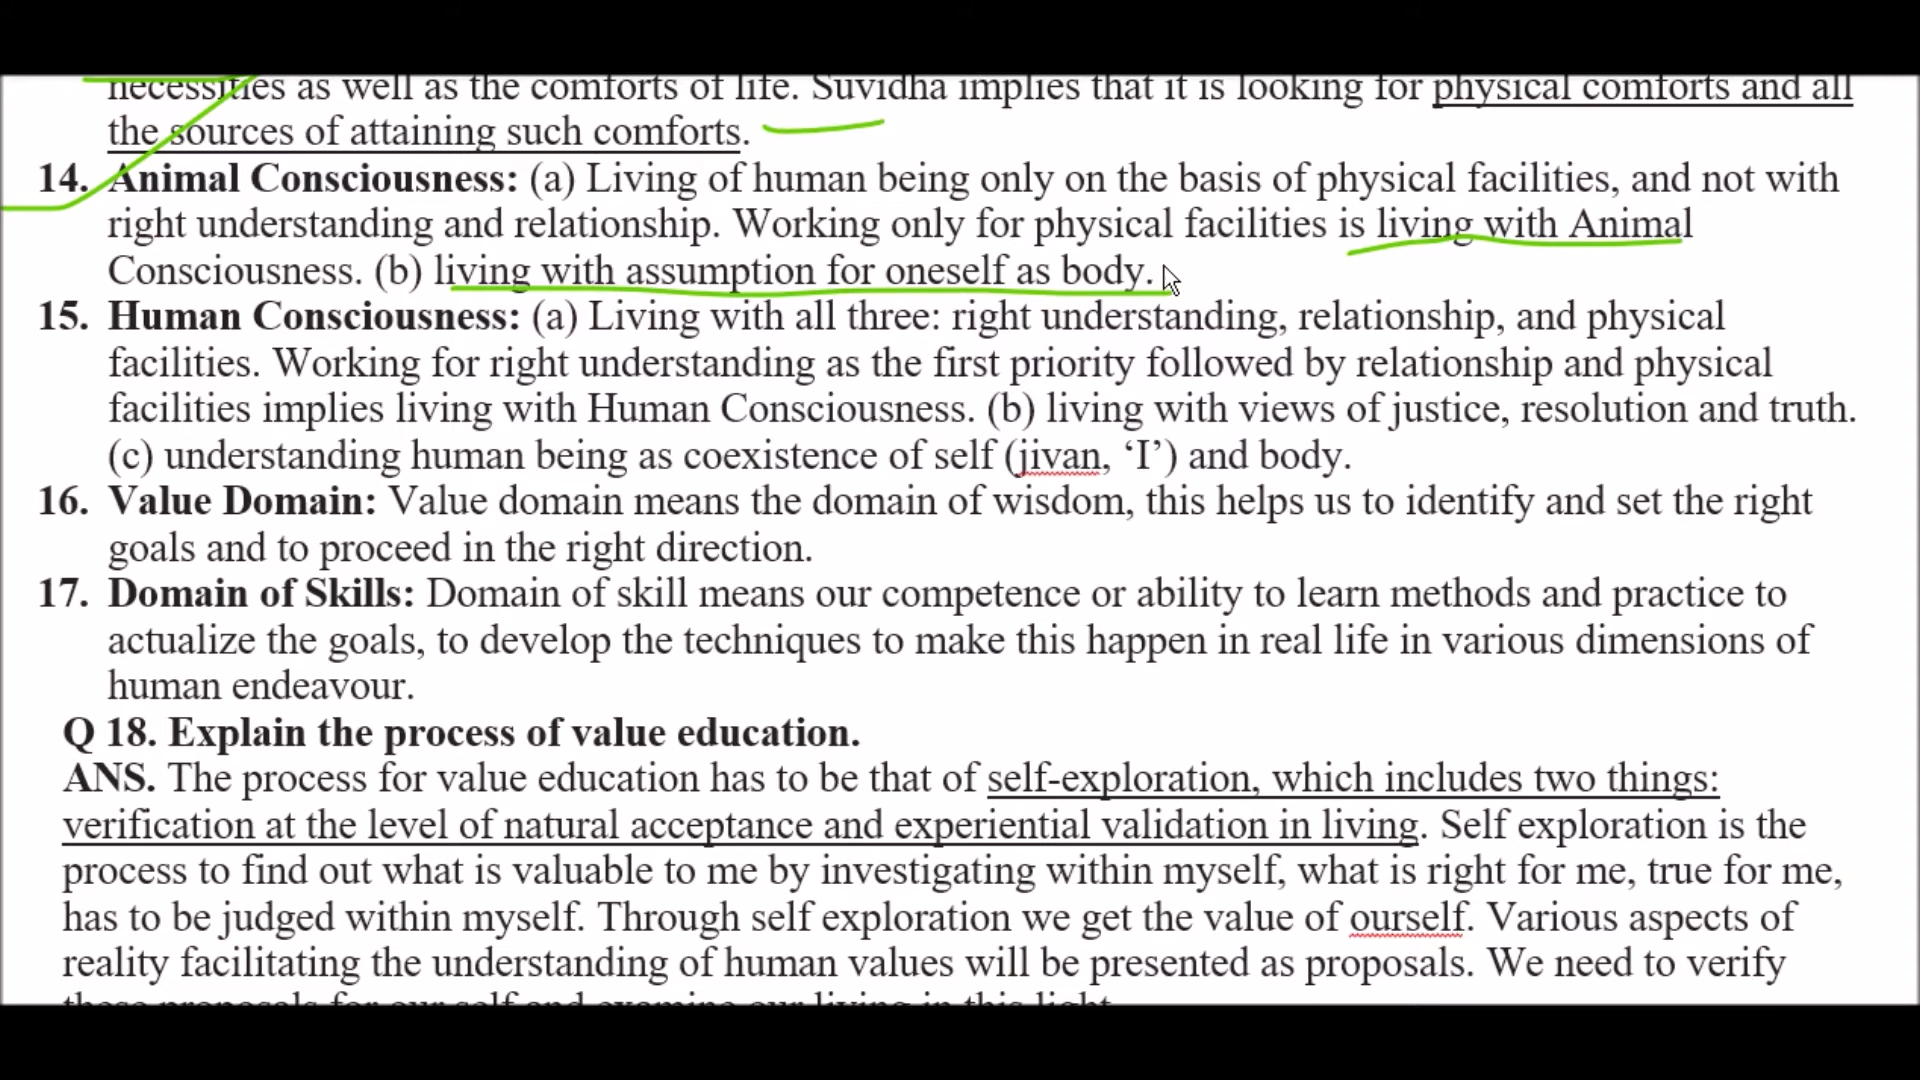 necessities as well as the comforts of life. Suvidha implies that it is looking for physical comforts and all
the sources of attaining such comforts.
14. Animal Consciousness: (a) Living of human being only on the basis of physical facilities, and not with
right understanding and relationship. Working only for physical facilities is living with Animal
Consciousness. (b) living with assumption for oneself as body.
15. Human Consciousness: (a) Living with all three: right understanding, relationship, and physical
facilities. Working for right understanding as the first priority followed by relationship and physical
facilities implies living with Human Consciousness. (b) living with views of justice, resolution and truth.
(c) understanding human being as coexistence of self (jivan, ‘I’) and body.
16. Value Domain: Value domain means the domain of wisdom, this helps us to identify and set the right
goals and to proceed in the right direction.
17. Domain of Skills: Domain of skill means our competence or ability to learn methods and practice to
actualize the goals, to develop the techniques to make this happen in real life in various dimensions of
human endeavour.
Q 18. Explain the process of value education.
ANS. The process for value education has to be that of self-exploration, which includes two things:
verification at the level of natural acceptance and experiential validation in living. Self exploration is the
process to find out what is valuable to me by investigating within myself, what is right for me, true for me,
has to be judged within myself. Through self exploration we get the value of ourself. Various aspects of
reality facilitating the understanding of human values will be presented as proposals. We need to verify
these proposals for our self and examine our living in this light.